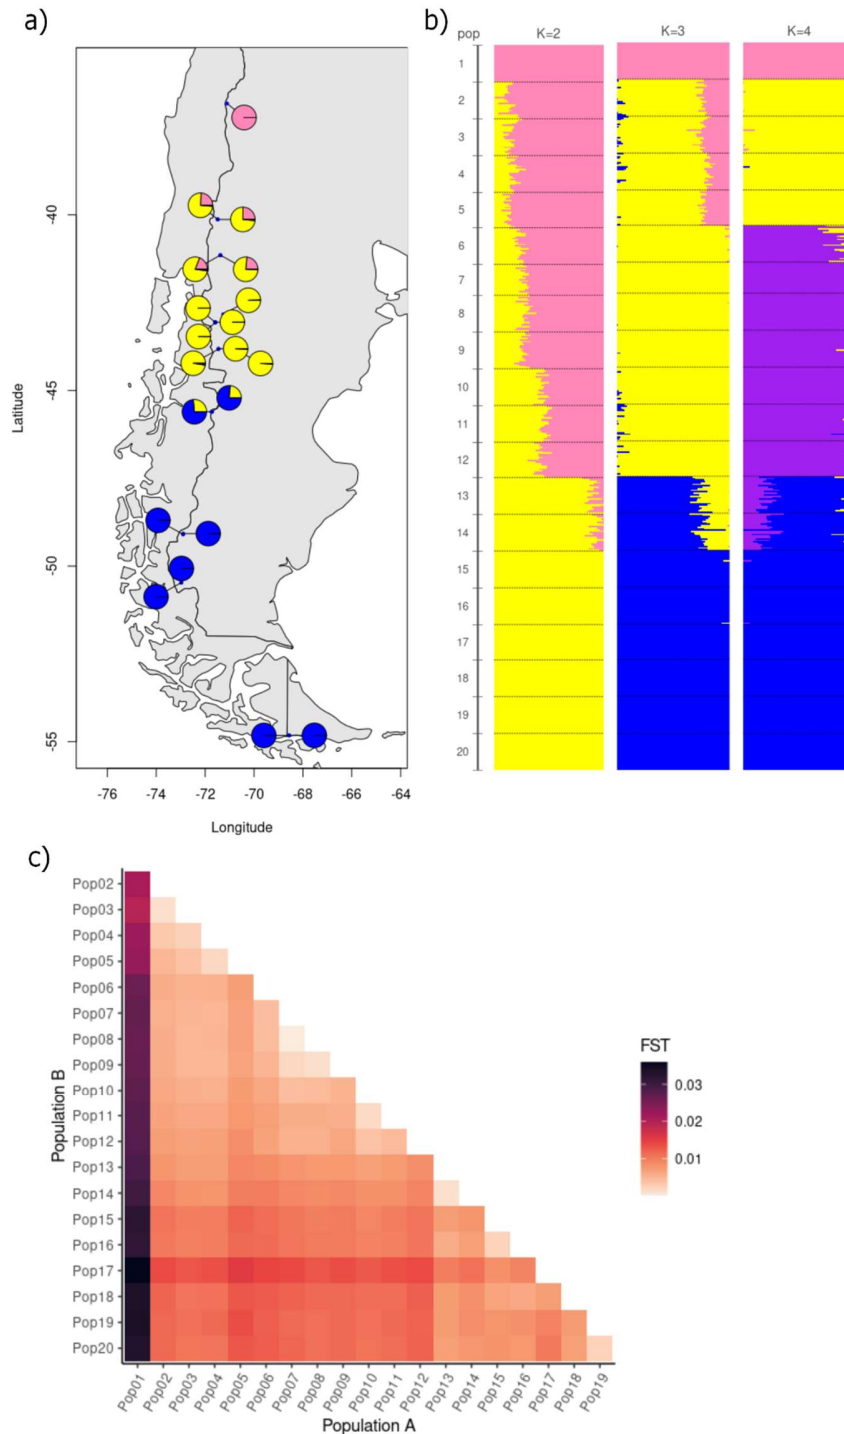 a)
-40
-45
-50
-55
Latitude
-76 -74 -72 -70 -68 -66 -64
Longitude
b)
pop K=2 K=3 K=4
1
2
3
4
5
6
7
8
9
10
11
12
13
14
15
16
17
18
19
20
c)
Pop02
Pop03
Pop04
Pop05
Pop06
Pop07
Pop08
Pop09
Pop10
Pop11
Pop12
Pop13
Pop14
Pop15
Pop16
Pop17
Pop18
Pop19
Pop20
Population B
Pop01 Pop02 Pop03 Pop04 Pop05 Pop06 Pop07 Pop08 Pop09 Pop10 Pop11 Pop12 Pop13 Pop14 Pop15 Pop16 Pop17 Pop18 Pop19
Population A
FST
0.03
0.02
0.01